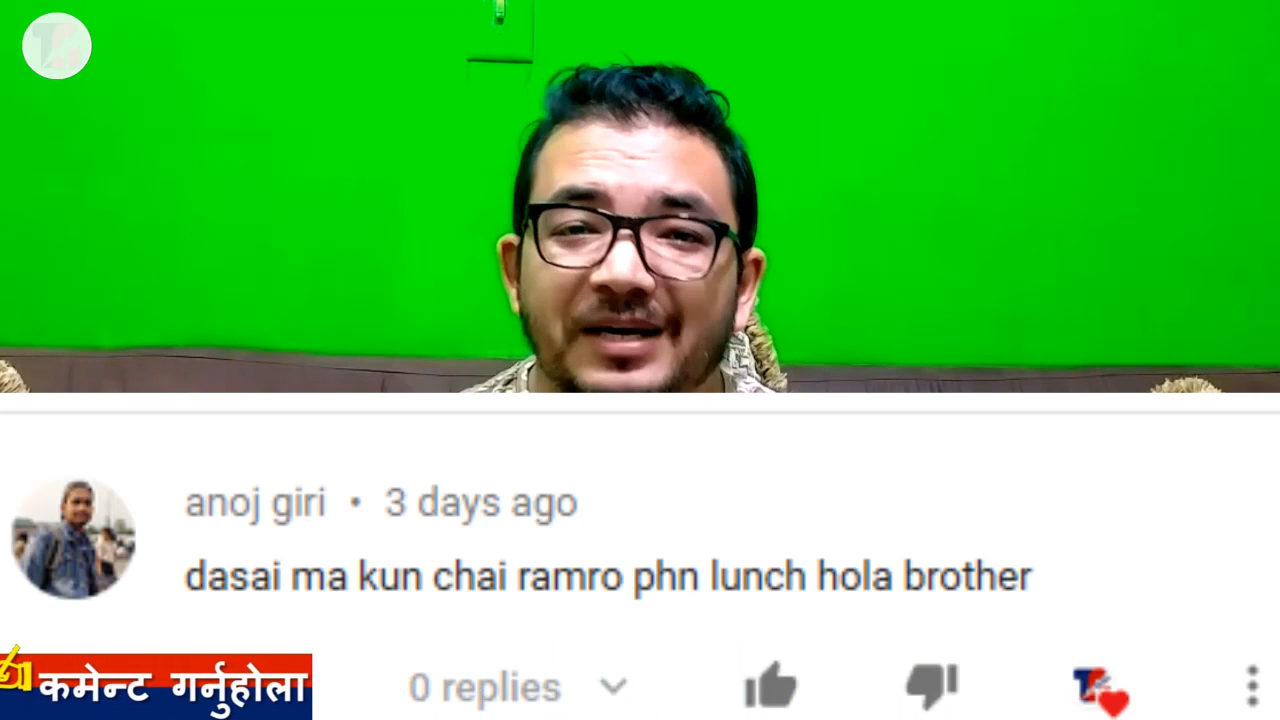 anoj giri • 3 days ago
dasai ma kun chai ramro phn lunch hola brother
कमेन्ट गर्नुहोला
0 replies